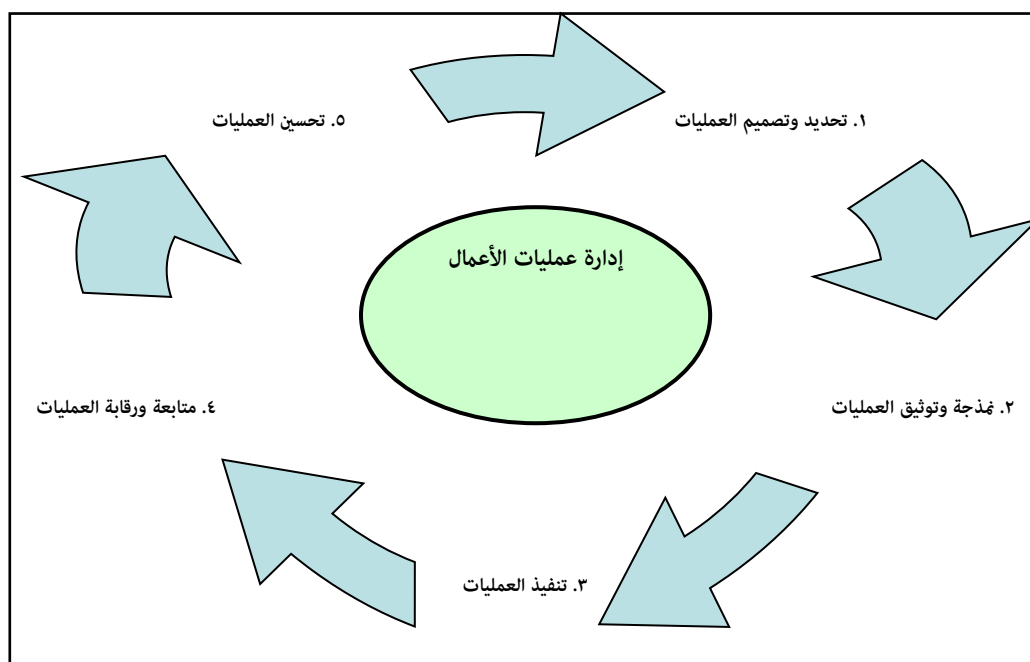 ١. تحديد وتصميم العمليات
٥. تحسين العمليات
إدارة عمليات الأعمال
٢. نمذجة وتوثيق العمليات
٤. متابعة ورقابة العمليات
٣. تنفيذ العمليات